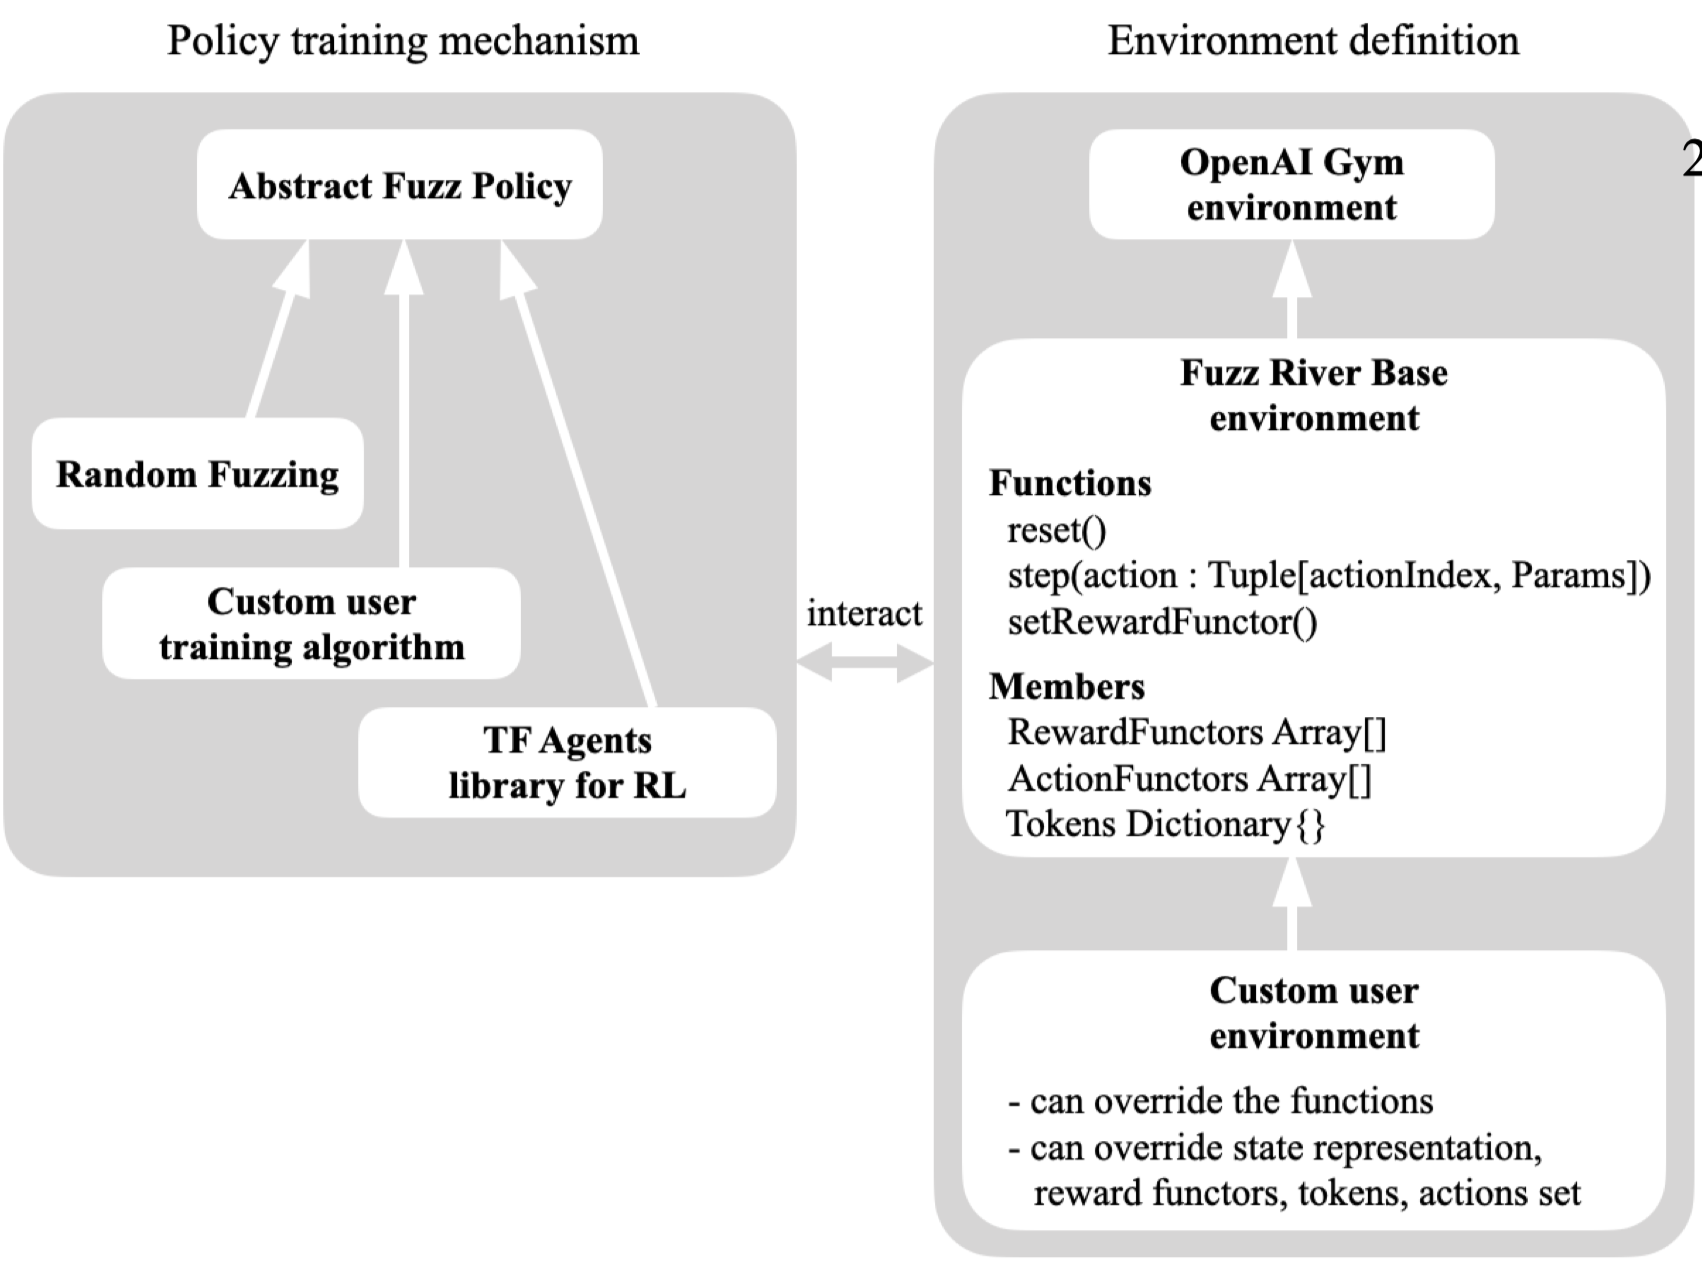 Policy training mechanism
Abstract Fuzz Policy
Random Fuzzing
Custom user
training algorithm
TF Agents
library for RL
interact
Environment definition
2
OpenAI Gym
environment
Fuzz River Base
environment
Functions
reset()
step(action : Tuple[actionIndex, Params])
setRewardFunctor()
Members
RewardFunctors Array[]
ActionFunctors Array[]
Tokens Dictionary{}
Custom user
environment
- can override the functions
- can override state representation,
reward functors, tokens, actions set